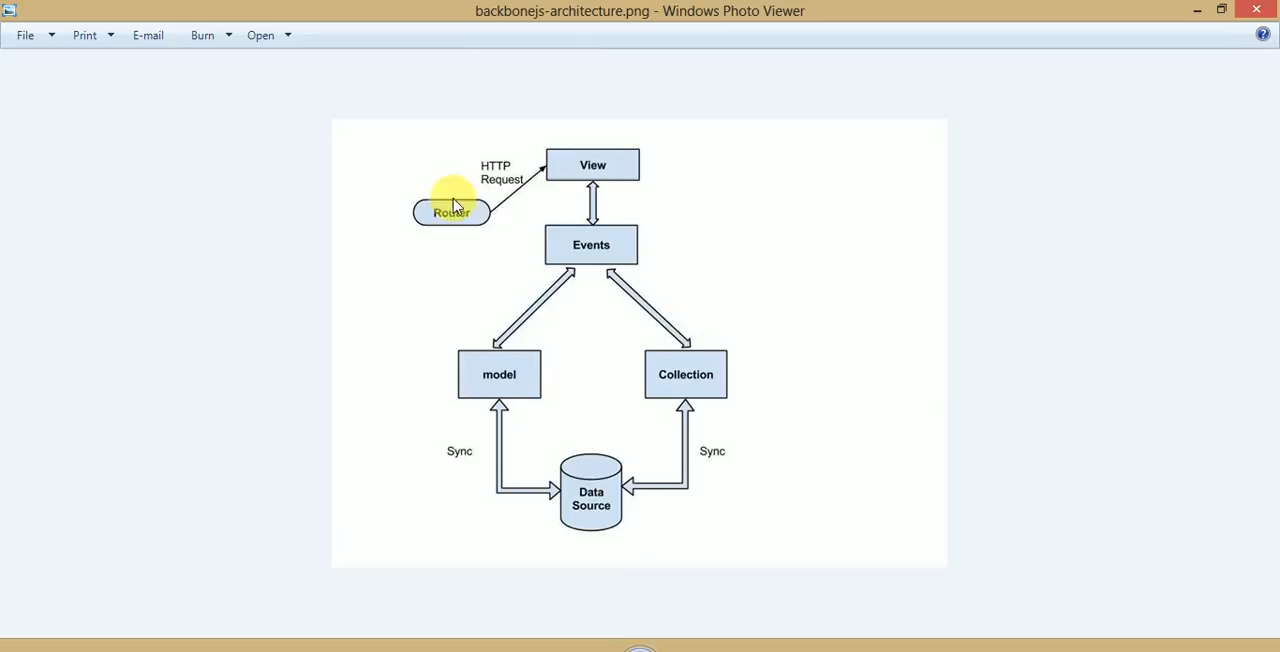 backbonejs-architecture.png - Windows Photo Viewer
File Print E-mail Burn Open
HTTP
Request
View
Router
Events
model
Collection
Sync
Sync
Data
Source